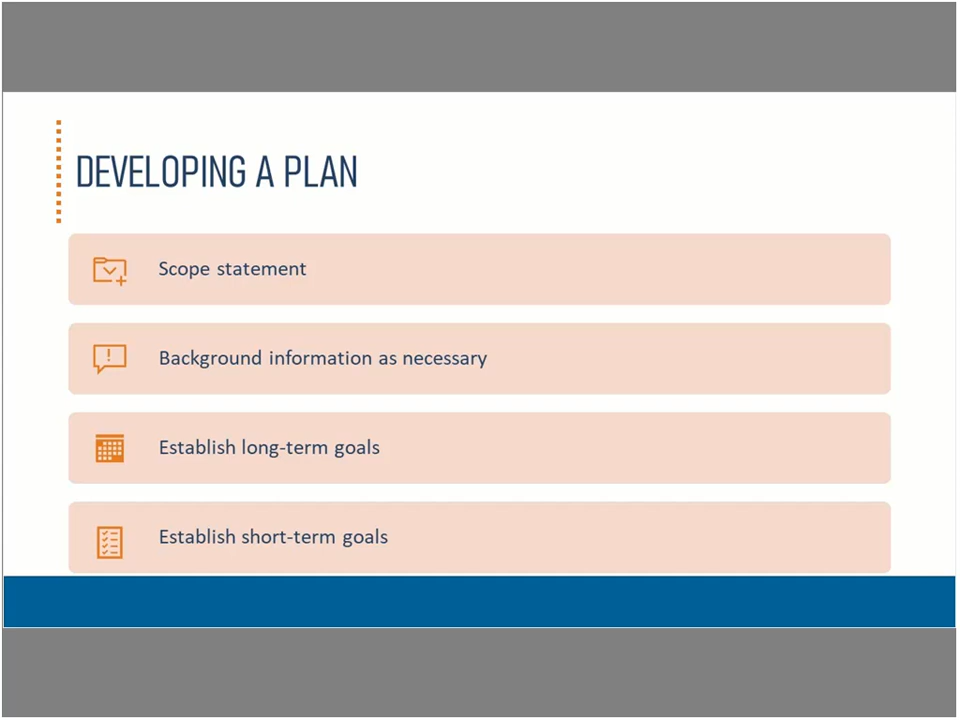 DEVELOPING A PLAN
Scope statement
Background information as necessary
Establish long-term goals
Establish short-term goals